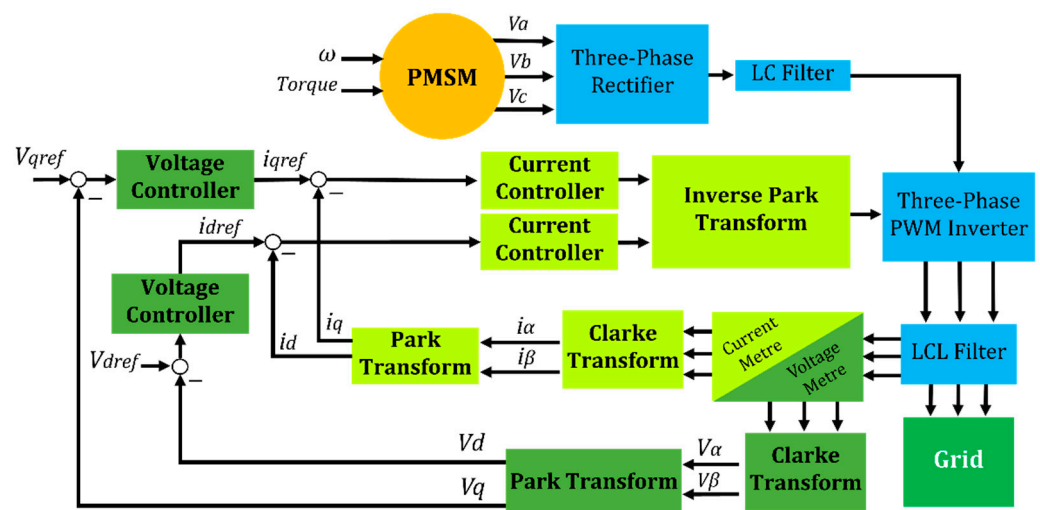 ω
Torque
PMSM
Va
Vb
Vc
Three-Phase
Rectifier
LC Filter
Vqref
−
Voltage
Controller
iqref
−
Current
Controller
Inverse Park
Transform
Three-Phase
PWM Inverter
idref
−
Current
Controller
Voltage
Controller
Vdref
−
iq
id
Park
Transform
iα
iβ
Clarke
Transform
Current
Metre
Voltage
Metre
LCL Filter
Vd
Vq
Park Transform
Vα
Vβ
Clarke
Transform
Grid